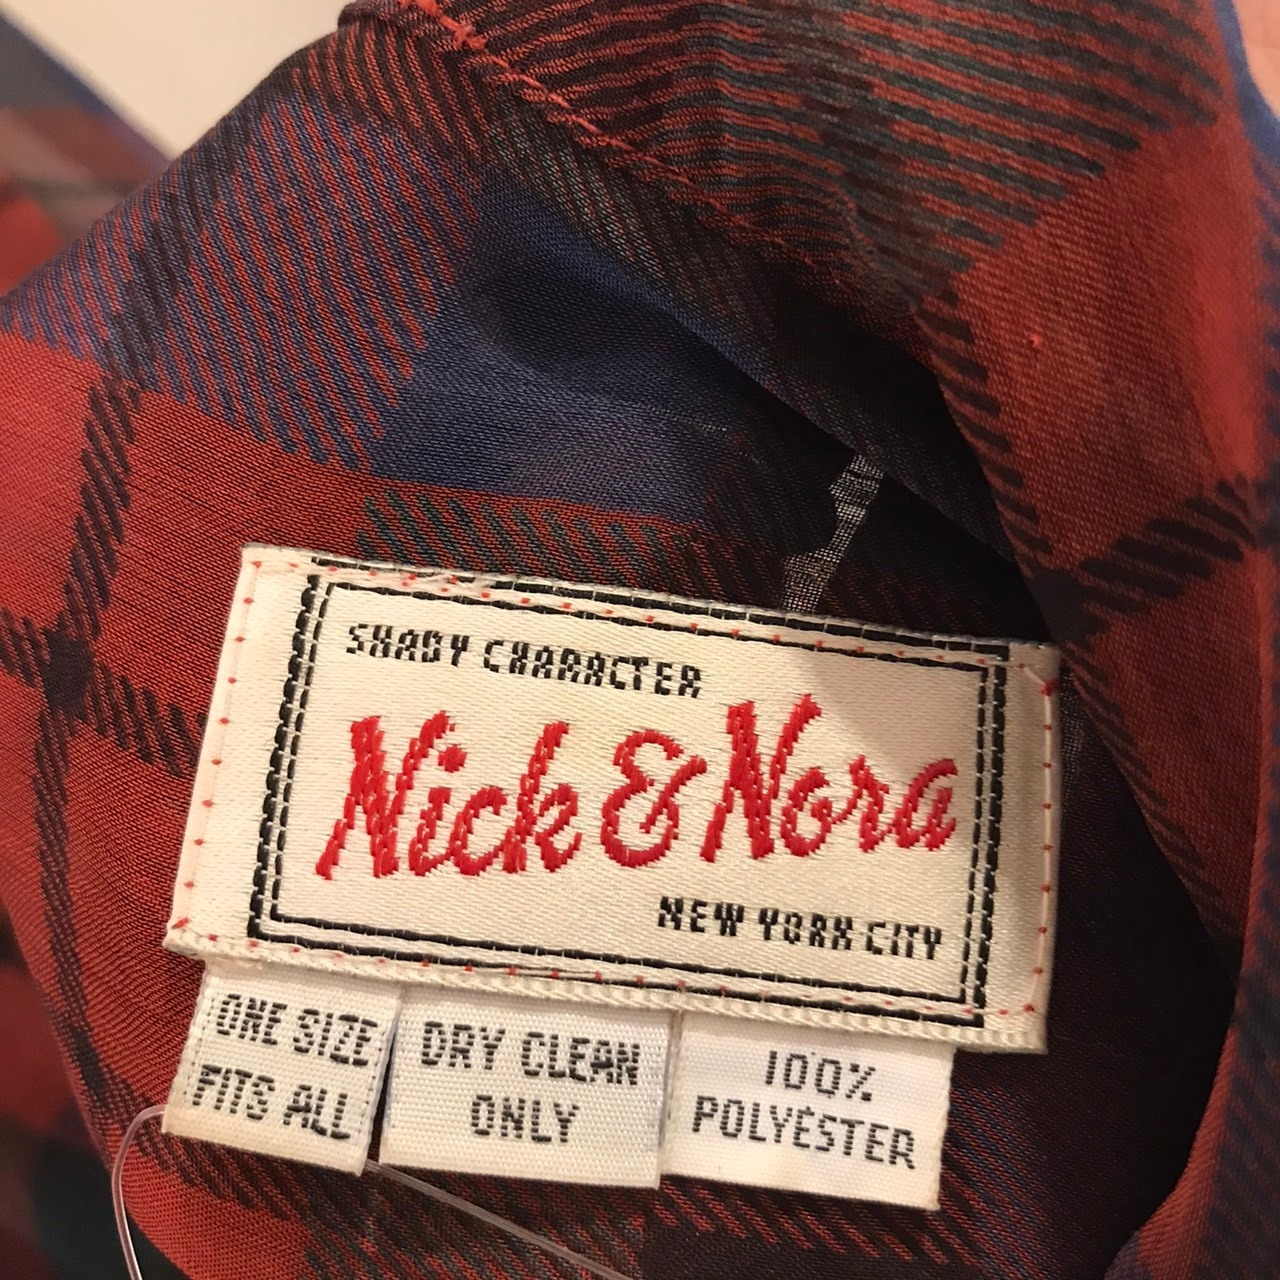 SHADY CHARACTER
Nick & Nora
NEW YORK CITY
ONE SIZE
FITS ALL
DRY CLEAN
ONLY
100%
POLYESTER